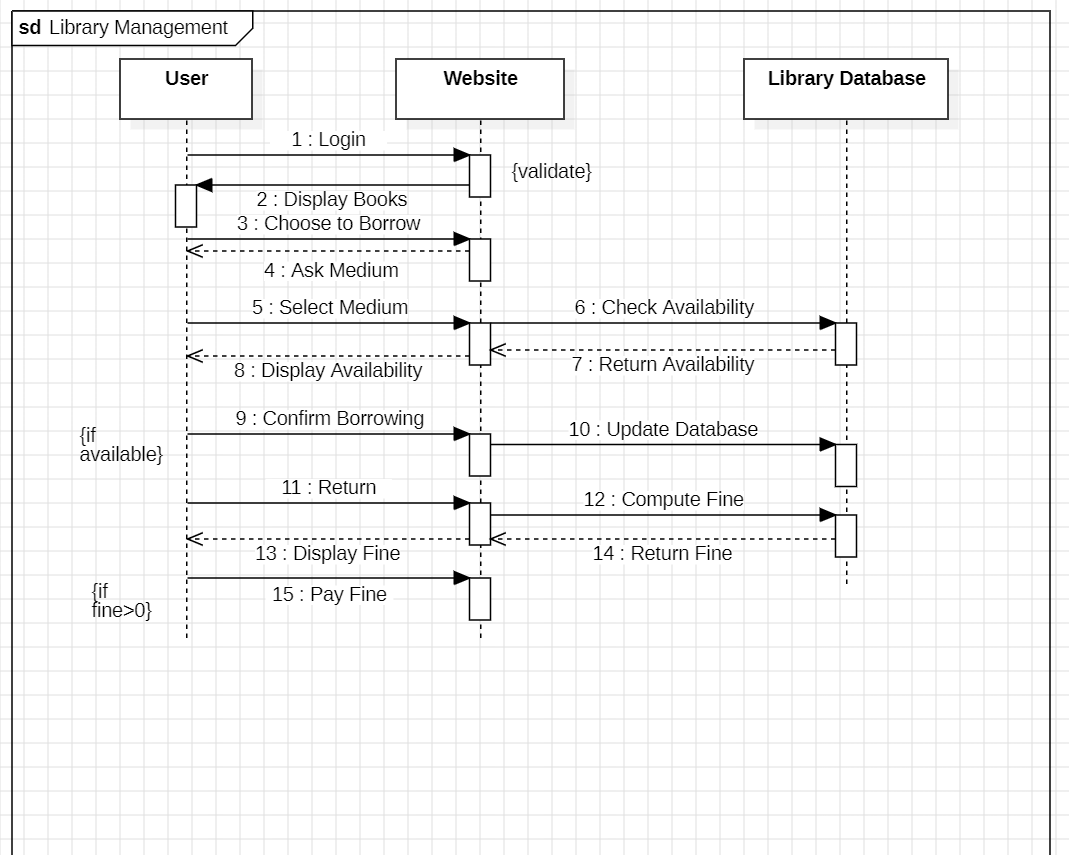 sd Library Management
User
Website
Library Database
1 : Login
{validate}
2 : Display Books
3 : Choose to Borrow
4 : Ask Medium
5 : Select Medium
6 : Check Availability
7 : Return Availability
8 : Display Availability
9 : Confirm Borrowing
10 : Update Database
{if
available}
11 : Return
12 : Compute Fine
13 : Display Fine
14 : Return Fine
{if
fine>0}
15 : Pay Fine